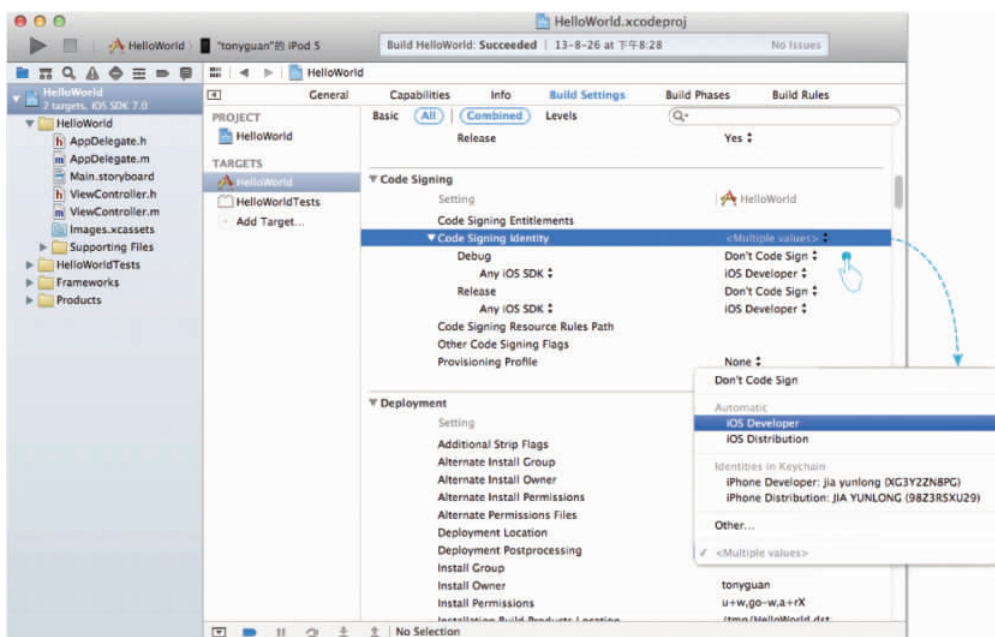 HelloWorld.xcodeproj
HelloWorld
"tonyguan"的 iPod 5
Build HelloWorld: Succeeded | 13-8-26 at 下午8:28
No Issues
HelloWorld
2 targets, iOS SDK 7.0
HelloWorld
AppDelegate.h
AppDelegate.m
Main.storyboard
ViewController.h
ViewController.m
Images.xcassets
Supporting Files
HelloWorldTests
Frameworks
Products
HelloWorld
General Capabilities Info Build Settings Build Phases Build Rules
PROJECT
HelloWorld
TARGETS
HelloWorld
HelloWorldTests
Add Target...
Basic All Combined Levels
Release Yes
Code Signing
Setting HelloWorld
Code Signing Entitlements
Code Signing Identity <Multiple values>
Debug Don't Code Sign
Any iOS SDK iOS Developer
Release Don't Code Sign
Any iOS SDK iOS Developer
Code Signing Resource Rules Path
Other Code Signing Flags
Provisioning Profile None
Deployment
Setting
Additional Strip Flags
Alternate Install Group
Alternate Install Owner
Alternate Install Permissions
Alternate Permissions Files
Deployment Location
Deployment Postprocessing
Install Group
Install Owner tonyguan
Install Permissions u+w,go-w,a+rX
Installation Build Products Location /tmp/HelloWorld.dst
Don't Code Sign
Automatic
iOS Developer
iOS Distribution
Identities in Keychain
iPhone Developer: jia yunlong (XG3Y2ZN8PG)
iPhone Distribution: JIA YUNLONG (98Z3RSXU29)
Other...
<Multiple values>
No Selection